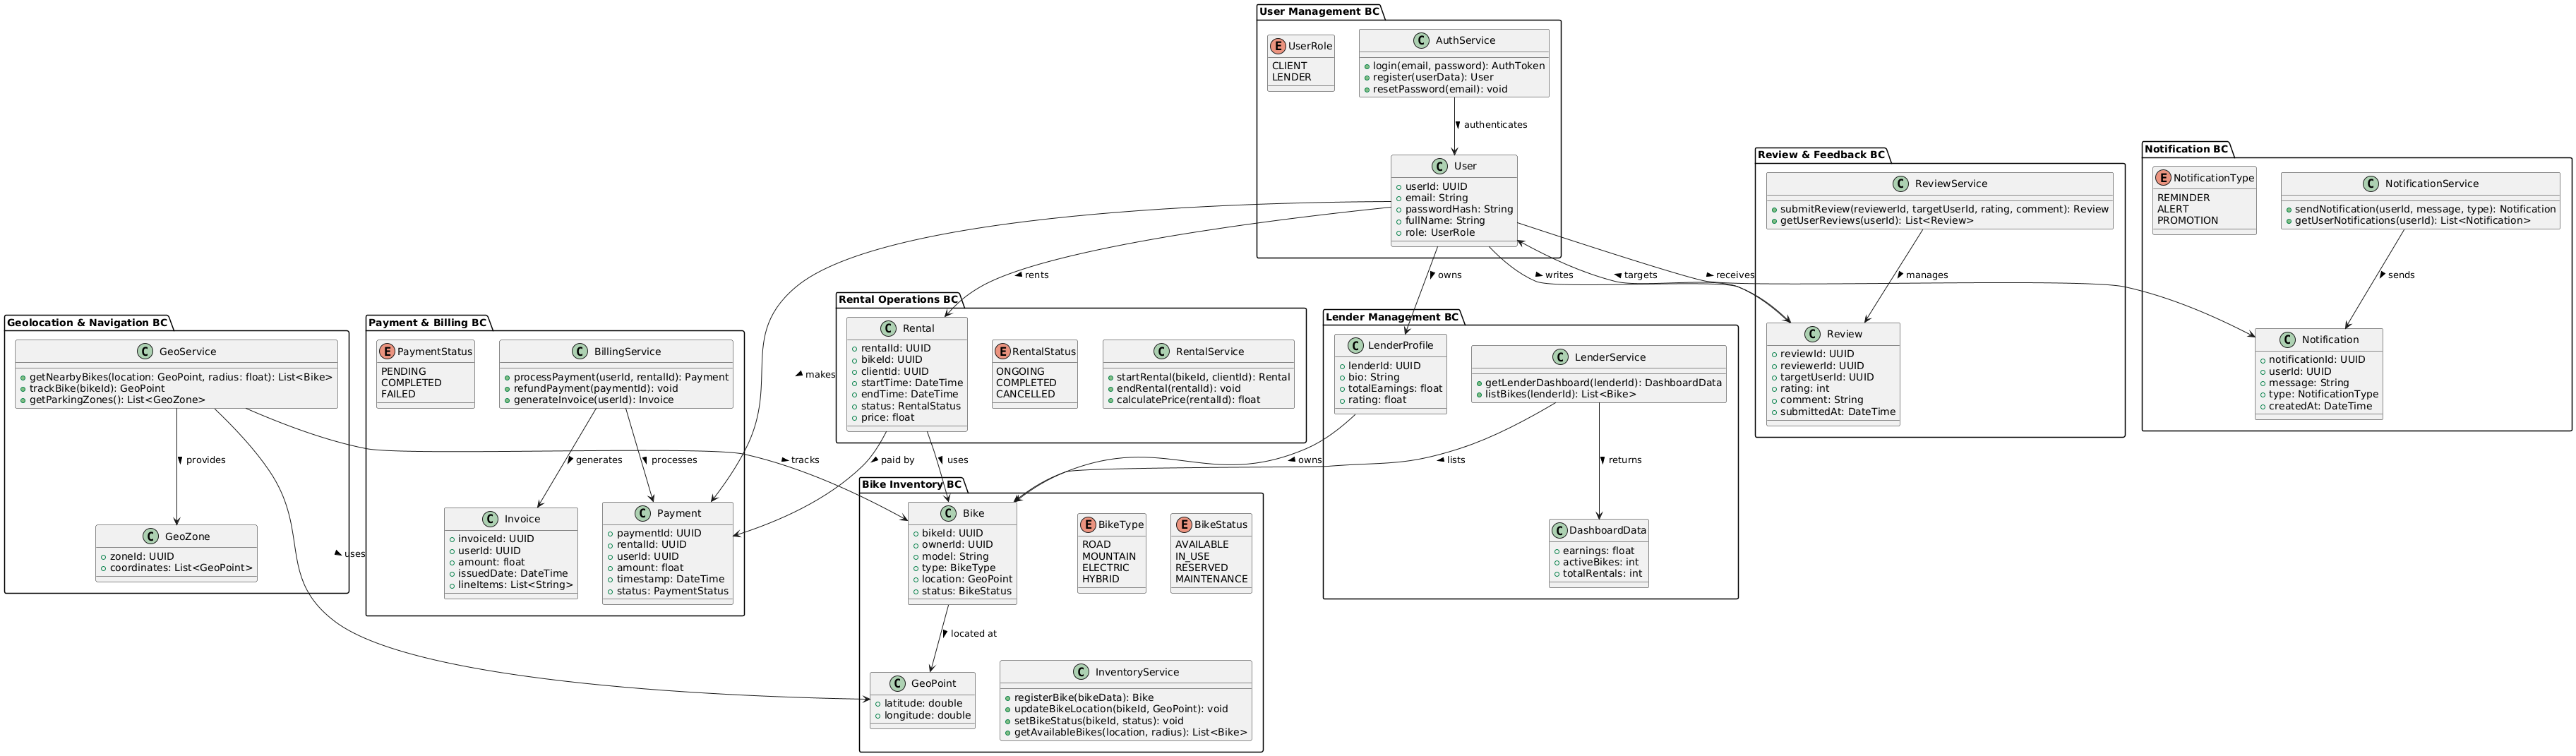 User Management BC
UserRole
CLIENT
LENDER
AuthService
login(email, password): AuthToken
register(userData): User
resetPassword(email): void
authenticates
User
userId: UUID
email: String
passwordHash: String
fullName: String
role: UserRole
Review & Feedback BC
ReviewService
submitReview(reviewerId, targetUserId, rating, comment): Review
getUserReviews(userId): List<Review>
manages
Review
reviewId: UUID
reviewerId: UUID
targetUserId: UUID
rating: int
comment: String
submittedAt: DateTime
Notification BC
NotificationType
REMINDER
ALERT
PROMOTION
NotificationService
sendNotification(userId, message, type): Notification
getUserNotifications(userId): List<Notification>
sends
Notification
notificationId: UUID
userId: UUID
message: String
type: NotificationType
createdAt: DateTime
rents
owns
writes
targets
receives
Geolocation & Navigation BC
GeoService
getNearbyBikes(location: GeoPoint, radius: float): List<Bike>
trackBike(bikeId): GeoPoint
getParkingZones(): List<GeoZone>
provides
GeoZone
zoneId: UUID
coordinates: List<GeoPoint>
uses
Payment & Billing BC
PaymentStatus
PENDING
COMPLETED
FAILED
BillingService
processPayment(userId, rentalId): Payment
refundPayment(paymentId): void
generateInvoice(userId): Invoice
generates
processes
Invoice
invoiceId: UUID
userId: UUID
amount: float
issuedDate: DateTime
lineItems: List<String>
Payment
paymentId: UUID
rentalId: UUID
userId: UUID
amount: float
timestamp: DateTime
status: PaymentStatus
makes
tracks
Rental Operations BC
Rental
rentalId: UUID
bikeId: UUID
clientId: UUID
startTime: DateTime
endTime: DateTime
status: RentalStatus
price: float
RentalStatus
ONGOING
COMPLETED
CANCELLED
RentalService
startRental(bikeId, clientId): Rental
endRental(rentalId): void
calculatePrice(rentalId): float
paid by
uses
Lender Management BC
LenderProfile
lenderId: UUID
bio: String
totalEarnings: float
rating: float
LenderService
getLenderDashboard(lenderId): DashboardData
listBikes(lenderId): List<Bike>
owns
lists
returns
DashboardData
earnings: float
activeBikes: int
totalRentals: int
Bike Inventory BC
Bike
bikeId: UUID
ownerId: UUID
model: String
type: BikeType
location: GeoPoint
status: BikeStatus
BikeType
ROAD
MOUNTAIN
ELECTRIC
HYBRID
BikeStatus
AVAILABLE
IN_USE
RESERVED
MAINTENANCE
located at
GeoPoint
latitude: double
longitude: double
InventoryService
registerBike(bikeData): Bike
updateBikeLocation(bikeId, GeoPoint): void
setBikeStatus(bikeId, status): void
getAvailableBikes(location, radius): List<Bike>